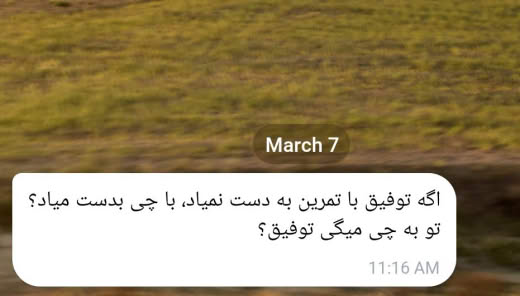 March 7
اگه توفیق با تمرین به دست نمیاد، با چی بدست میاد؟
تو به چی میگی توفیق؟
11:16 AM